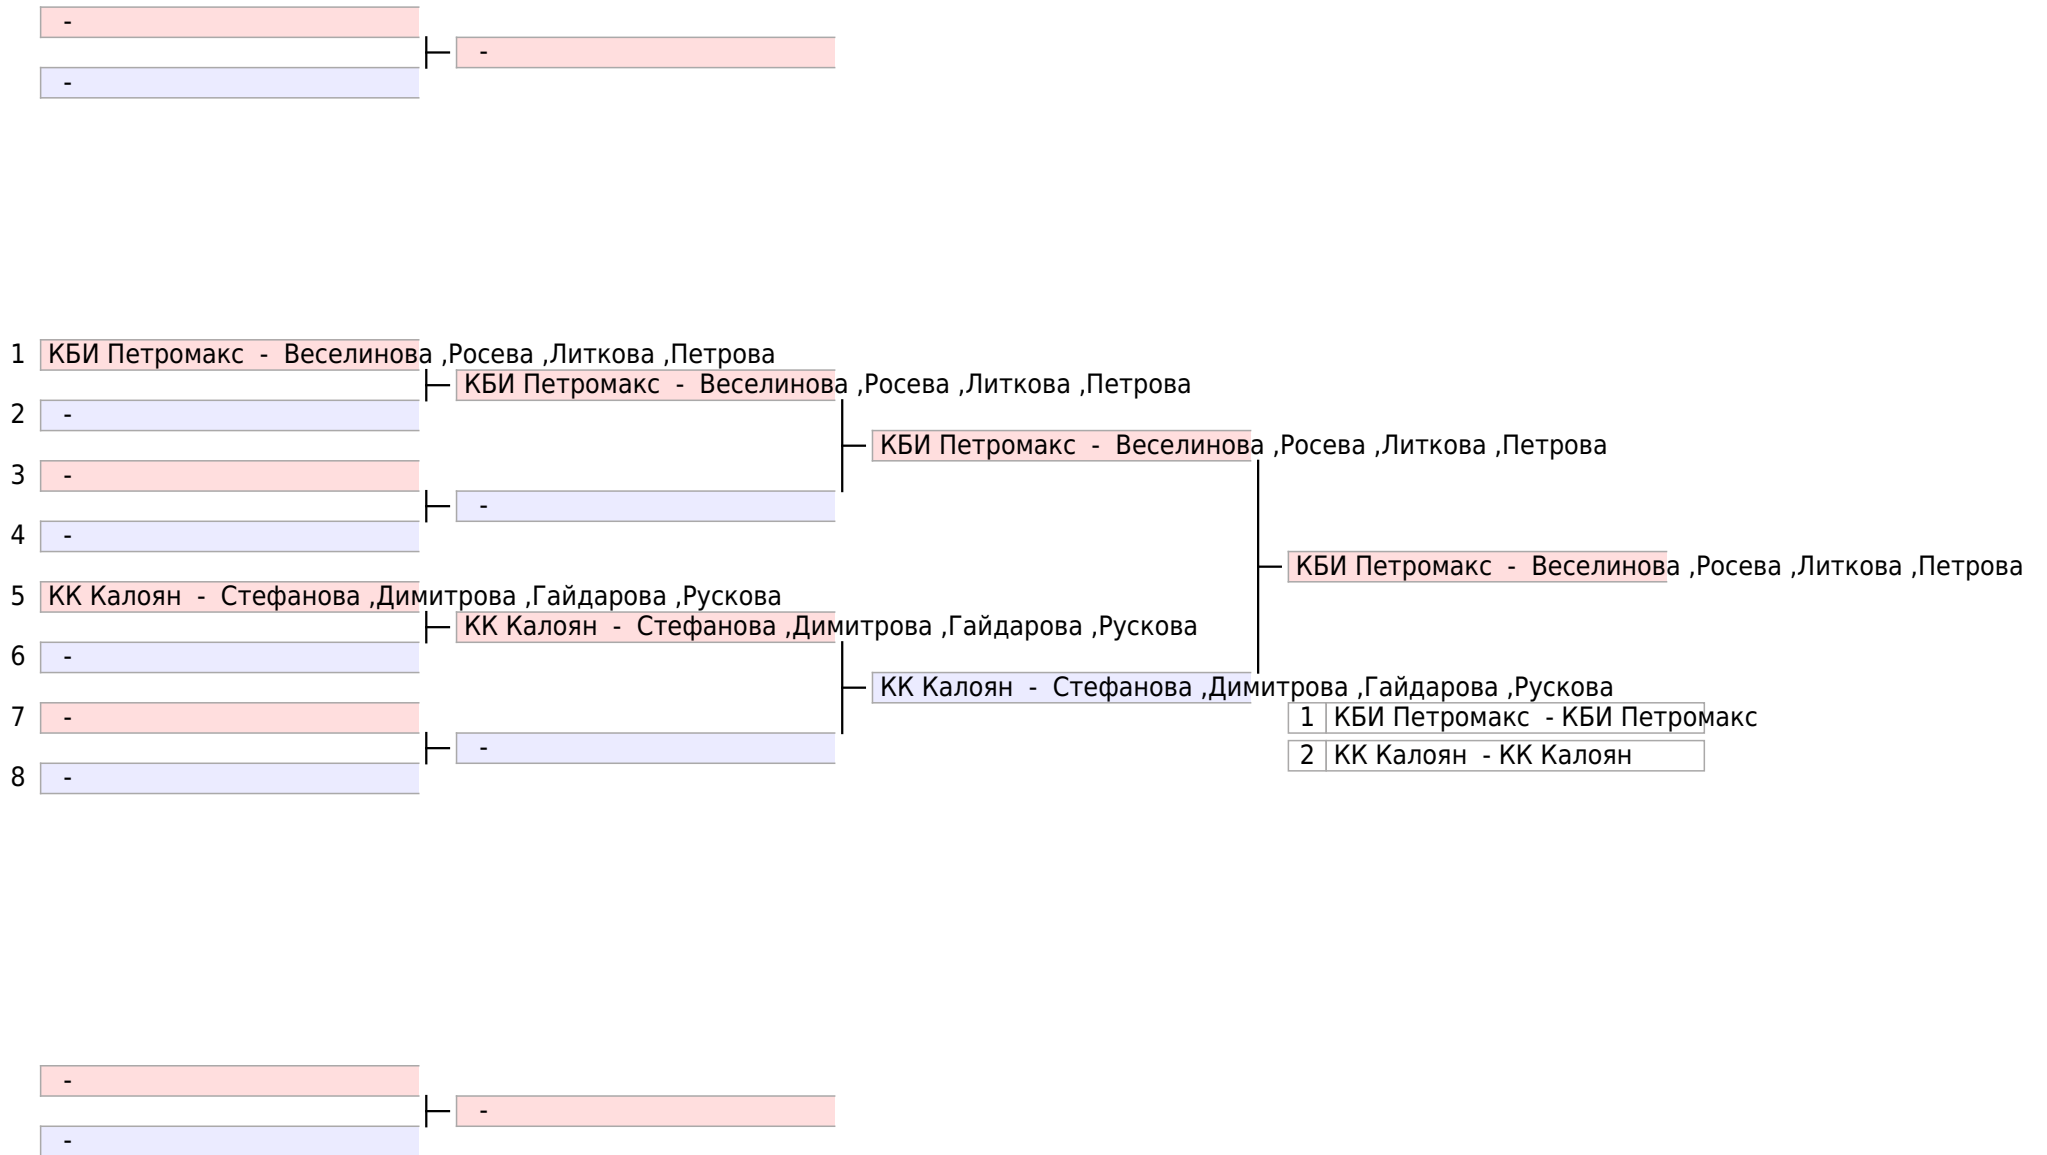 -
-
-
1 КБИ Петромакс - Веселинова ,Росева ,Литкова ,Петрова
КБИ Петромакс - Веселинова ,Росева ,Литкова ,Петрова
2 -
КБИ Петромакс - Веселинова ,Росева ,Литкова ,Петрова
3 -
-
4 -
КБИ Петромакс - Веселинова ,Росева ,Литкова ,Петрова
5 КК Калоян - Стефанова ,Димитрова ,Гайдарова ,Рускова
КК Калоян - Стефанова ,Димитрова ,Гайдарова ,Рускова
6 -
КК Калоян - Стефанова ,Димитрова ,Гайдарова ,Рускова
7 -
1 КБИ Петромакс - КБИ Петромакс
-
2 КК Калоян - КК Калоян
8 -
-
-
-